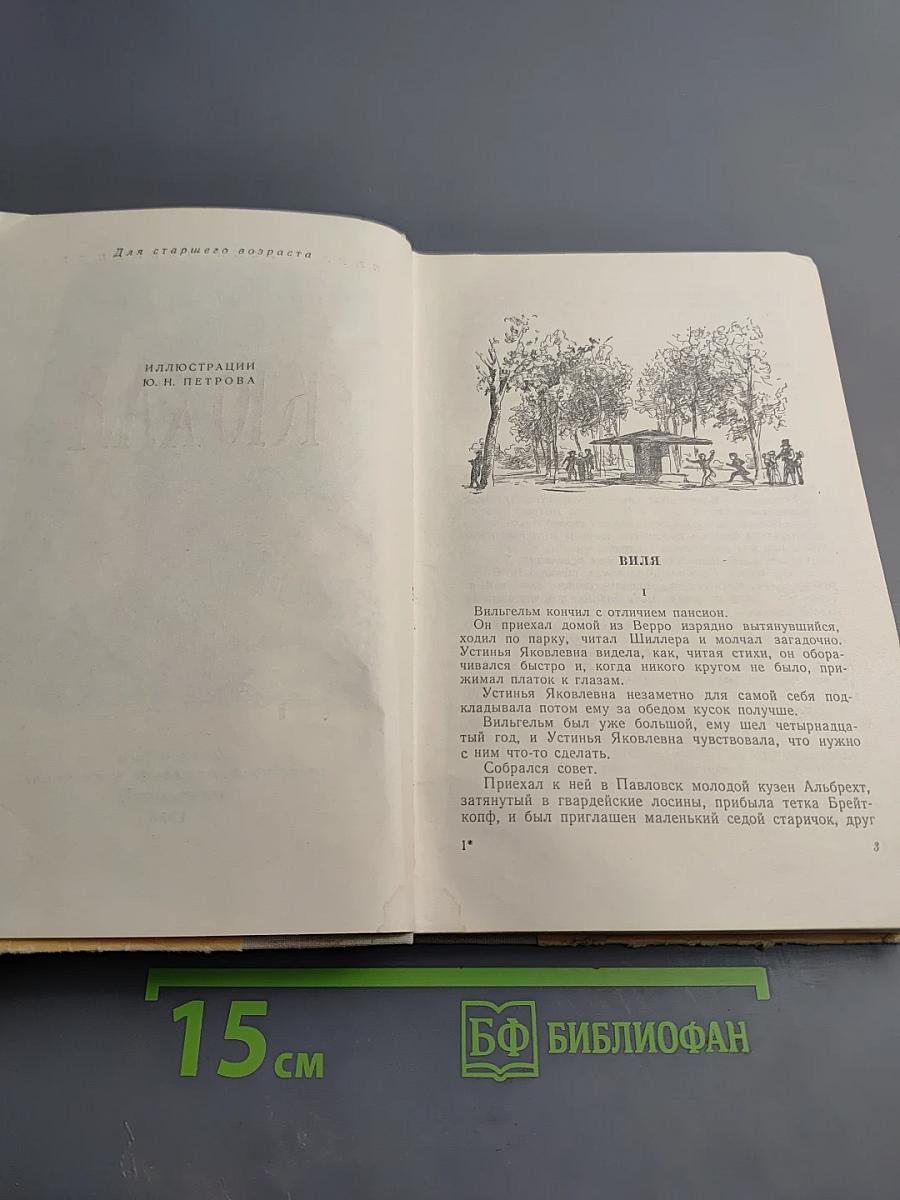 Для старшего возраста
ИЛЛЮСТРАЦИИ
Ю. Н. ПЕТРОВА
ВИЛЯ
I
Вильгельм кончил с отличием пансион.
Он приехал домой из Верро изрядно вытянувшийся,
ходил по парку, читал Шиллера и молчал загадочно.
Устинья Яковлевна видела, как, читая стихи, он обора-
чивался быстро и, когда никого кругом не было, при-
жимал платок к глазам.
Устинья Яковлевна незаметно для самой себя под-
кладывала потом ему за обедом кусок получше.
Вильгельм был уже большой, ему шел четырнадца-
тый год, и Устинья Яковлевна чувствовала, что нужно
с ним что-то сделать.
Собрался совет.
Приехал к ней в Павловск молодой кузен Альбрехт,
затянутый в гвардейские лосины, прибыла тетка Брейт-
копф, и был приглашен маленький седой старичок, друг
1*
3
15 см
БФ БИБЛИОФАН